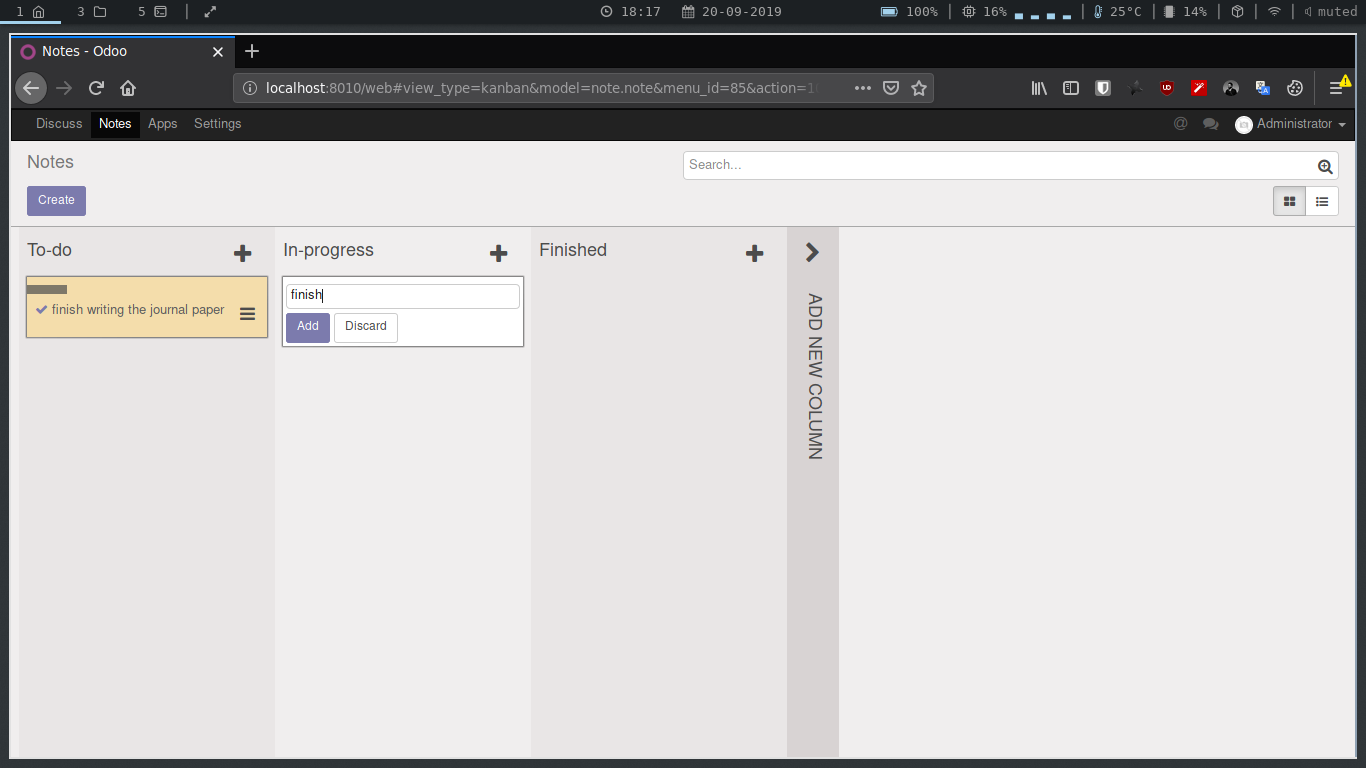 1 3 5 18:17 20-09-2019 100% 16% 25°C 14% muted
Notes - Odoo
localhost:8010/web#view_type=kanban&model=note.note&menu_id=85&action=1
Discuss Notes Apps Settings Administrator
Notes
Search...
Create
To-do In-progress Finished
finish
finish writing the journal paper
Add Discard
ADD NEW COLUMN